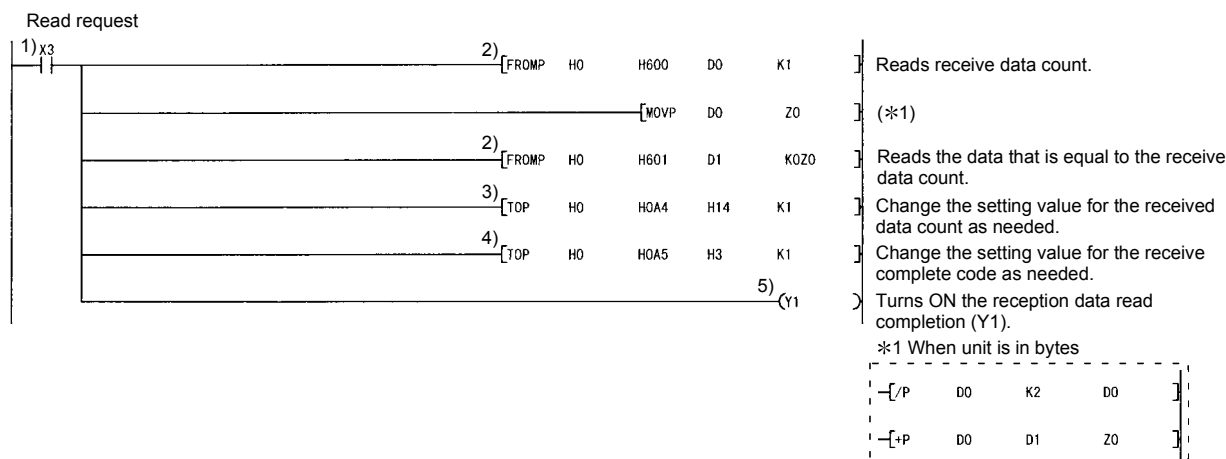 Read request
1) X3 2) [FROMP H0 H600 D0 K1 ] Reads receive data count.
[MOVP D0 Z0 ] (*1)
2) [FROMP H0 H601 D1 K0Z0 ] Reads the data that is equal to the receive
data count.
3) [TOP H0 H0A4 H14 K1 ] Change the setting value for the received
data count as needed.
4) [TOP H0 H0A5 H3 K1 ] Change the setting value for the receive
complete code as needed.
5) (Y1 ) Turns ON the reception data read
completion (Y1).
*1 When unit is in bytes
[/P D0 K2 D0 ]
[+P D0 D1 Z0 ]